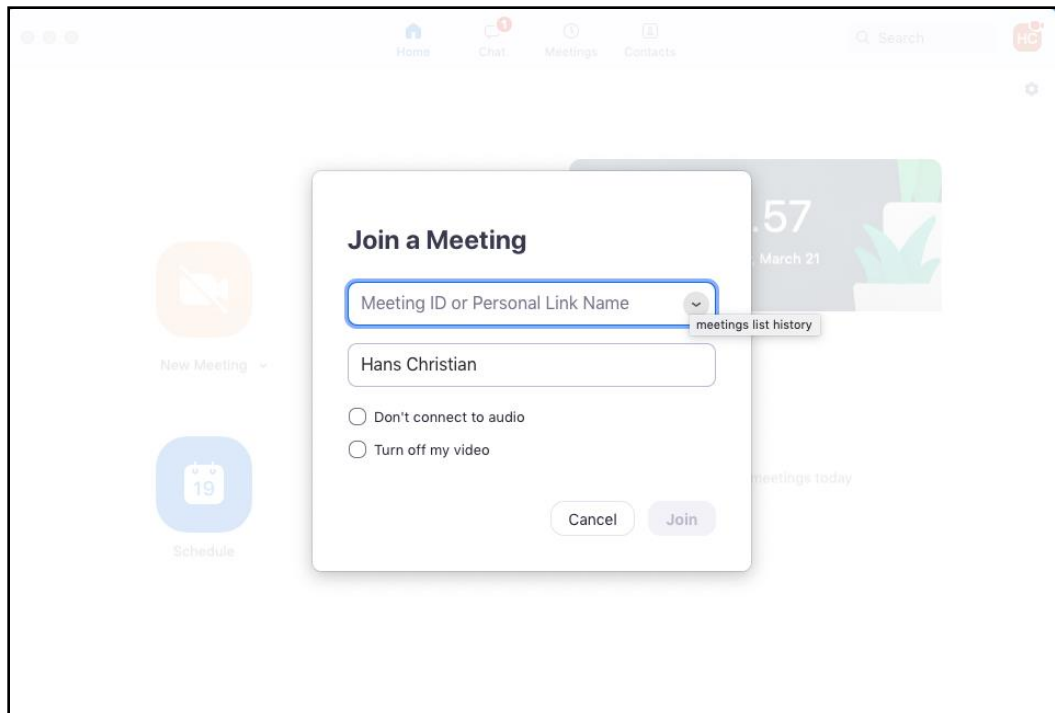 1
Home
Chat
Meetings
Contacts
Search
HC
.57
March 21
Join a Meeting
Meeting ID or Personal Link Name
meetings list history
Hans Christian
New Meeting
Don't connect to audio
Turn off my video
19
meetings today
Cancel
Join
Schedule